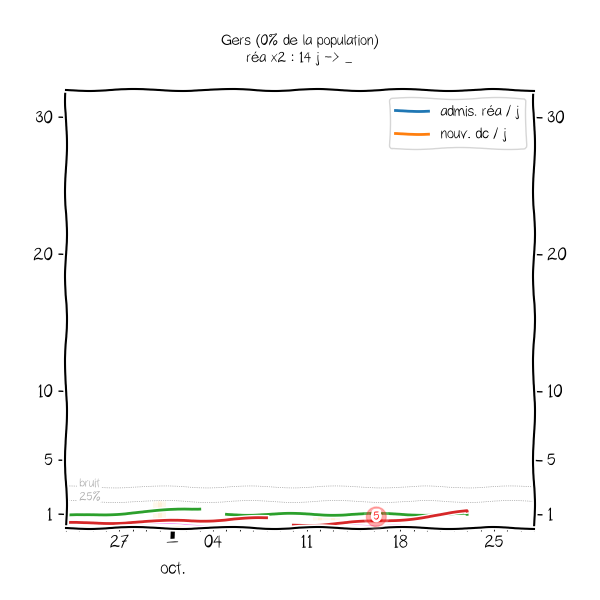 Gers (0% de la population)
réa x2 : 14 j -> _
admis. réa / j
nouv. dc / j
30
30
20
20
10
10
5
5
bruit
25%
5
1
1
27
04
11
18
25
oct.